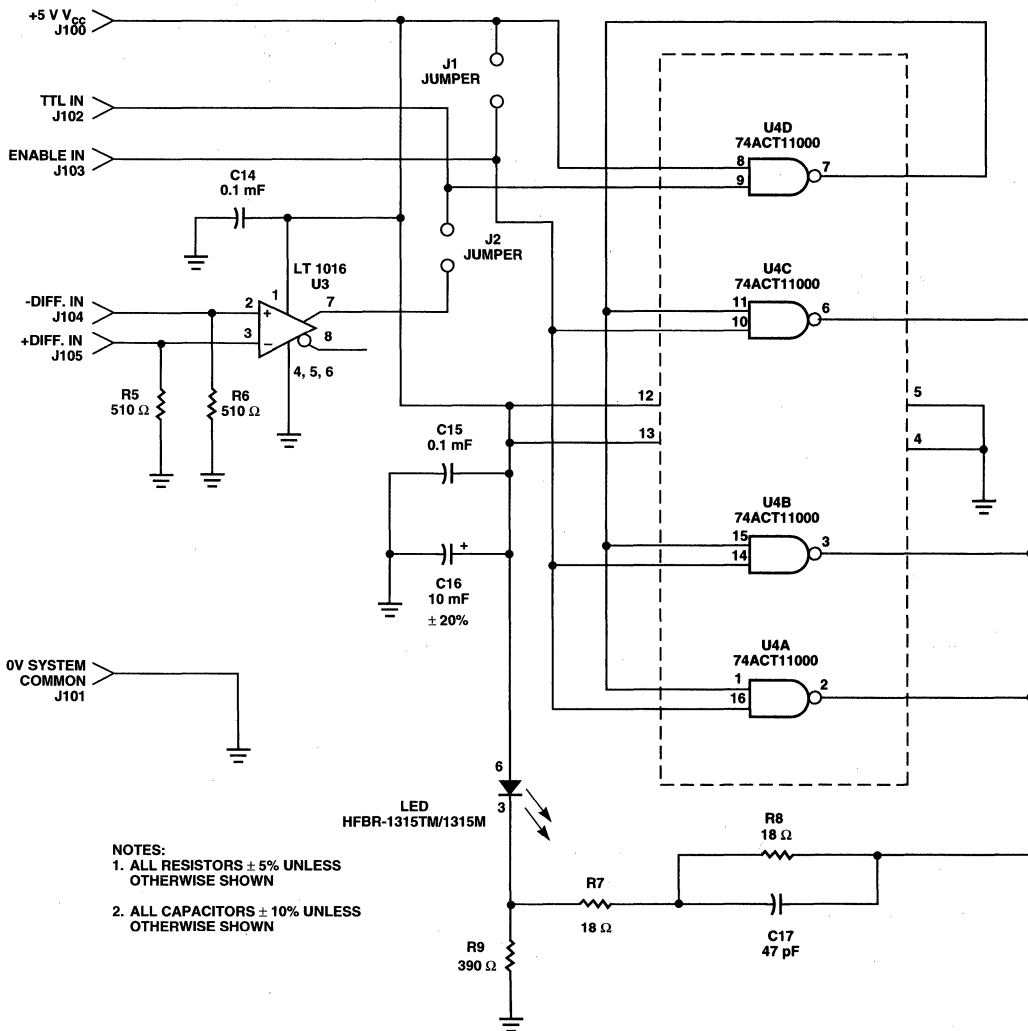 +5 V VCC
J100
TTL IN
J102
ENABLE IN
J103
J1
JUMPER
C14
0.1 mF
J2
JUMPER
LT 1016
U3
1
2
+
3
−
7
8
4, 5, 6
-DIFF. IN
J104
+DIFF. IN
J105
R5
510 Ω
R6
510 Ω
U4D
74ACT11000
8
9
7
U4C
74ACT11000
11
10
6
12
13
5
4
C15
0.1 mF
+
C16
10 mF
± 20%
U4B
74ACT11000
15
14
3
U4A
74ACT11000
1
16
2
0V SYSTEM
COMMON
J101
6
3
LED
HFBR-1315TM/1315M
R8
18 Ω
R7
18 Ω
C17
47 pF
R9
390 Ω
NOTES:
1. ALL RESISTORS ± 5% UNLESS
OTHERWISE SHOWN
2. ALL CAPACITORS ± 10% UNLESS
OTHERWISE SHOWN